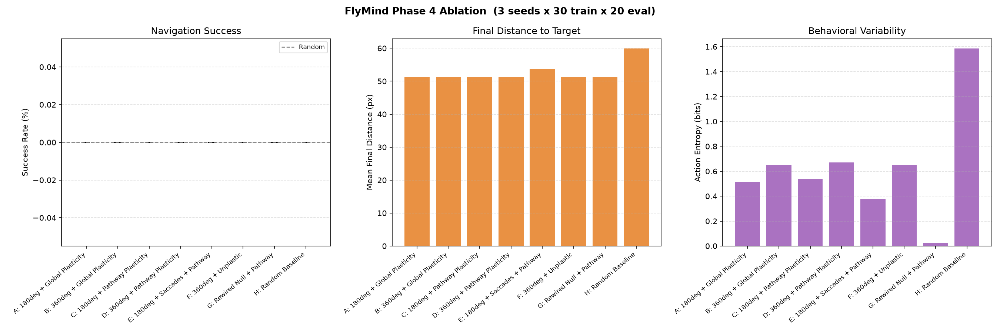 FlyMind Phase 4 Ablation  (3 seeds x 30 train x 20 eval)
Navigation Success
Random
Success Rate (%)
0.04
0.02
0.00
−0.02
−0.04
A: 180deg + Global Plasticity
B: 360deg + Global Plasticity
C: 180deg + Pathway Plasticity
D: 360deg + Pathway Plasticity
E: 180deg + Saccades + Pathway
F: 360deg + Unplastic
G: Rewired Null + Pathway
H: Random Baseline
Final Distance to Target
Mean Final Distance (px)
60
50
40
30
20
10
0
A: 180deg + Global Plasticity
B: 360deg + Global Plasticity
C: 180deg + Pathway Plasticity
D: 360deg + Pathway Plasticity
E: 180deg + Saccades + Pathway
F: 360deg + Unplastic
G: Rewired Null + Pathway
H: Random Baseline
Behavioral Variability
Action Entropy (bits)
1.6
1.4
1.2
1.0
0.8
0.6
0.4
0.2
0.0
A: 180deg + Global Plasticity
B: 360deg + Global Plasticity
C: 180deg + Pathway Plasticity
D: 360deg + Pathway Plasticity
E: 180deg + Saccades + Pathway
F: 360deg + Unplastic
G: Rewired Null + Pathway
H: Random Baseline